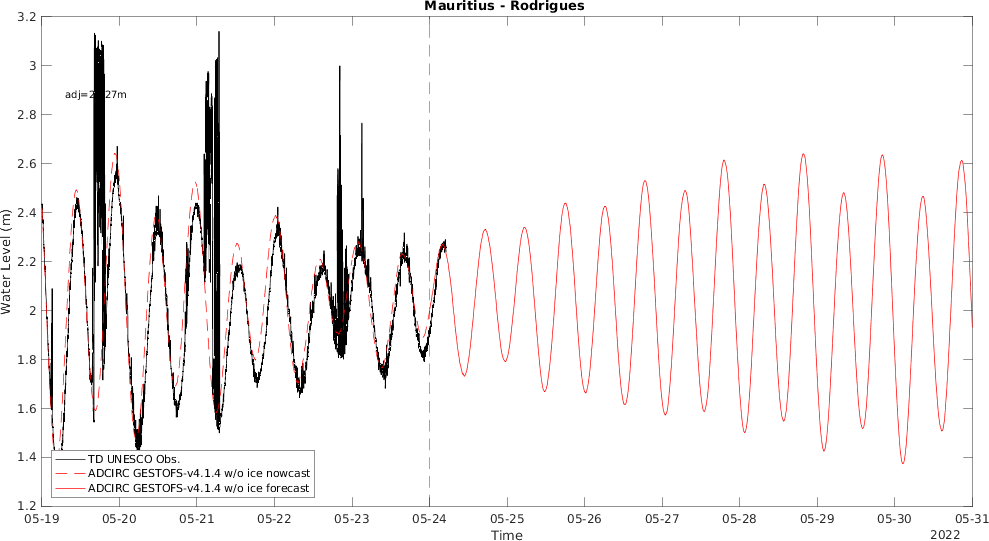 Mauritius - Rodrigues
3.2
3
2.8
2.6
2.4
2.2
2
1.8
1.6
1.4
1.2
Water Level (m)
TD UNESCO Obs.
ADCIRC GESTOFS-v4.1.4 w/o ice nowcast
ADCIRC GESTOFS-v4.1.4 w/o ice forecast
05-19 05-20 05-21 05-22 05-23 05-24 05-25 05-26 05-27 05-28 05-29 05-30 05-31
Time
2022